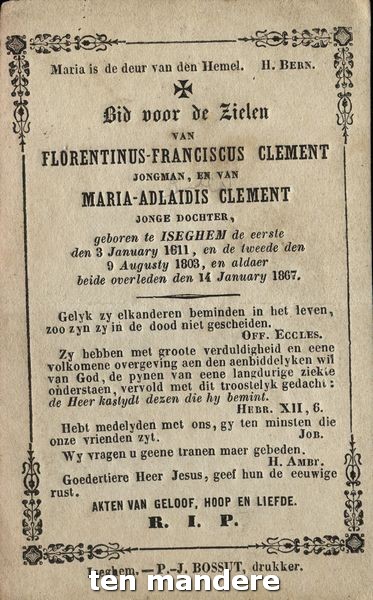 Maria is de deur van den Hemel. H. BERN.
Bid voor de Zielen
VAN
FLORENTINUS-FRANCISCUS CLEMENT
JONGMAN, EN VAN
MARIA-ADLAIDIS CLEMENT
JONGE DOCHTER,
geboren te ISEGHEM de eerste
den 3 January 1611, en de tweede den
9 Augusty 1803, en aldaer
beide overleden den 14 January 1867.
Gelyk zy elkanderen beminden in het leven,
zoo zyn zy in de dood niet gescheiden.
OFF. ECCLES.
Zy hebben met groote verduldigheid en eene
volkomene overgeving aen den aenbiddelyken wil
van God, de pynen van eene langdurige ziekte
onderstaen, vervold met dit troostelyk gedacht:
de Heer kastydt dezen die hy bemint.
HEBR. XII, 6.
Hebt medelyden met ons, gy ten minsten die
onze vrienden zyt. JOB.
Wy vragen u geene tranen maer gebeden.
H. AMBR.
Goedertiere Heer Jesus, geef hun de eeuwige
rust.
AKTEN VAN GELOOF, HOOP EN LIEFDE.
R. I. P.
Iseghem.—P.-J. BOSSUT, drukker.
ten mandere